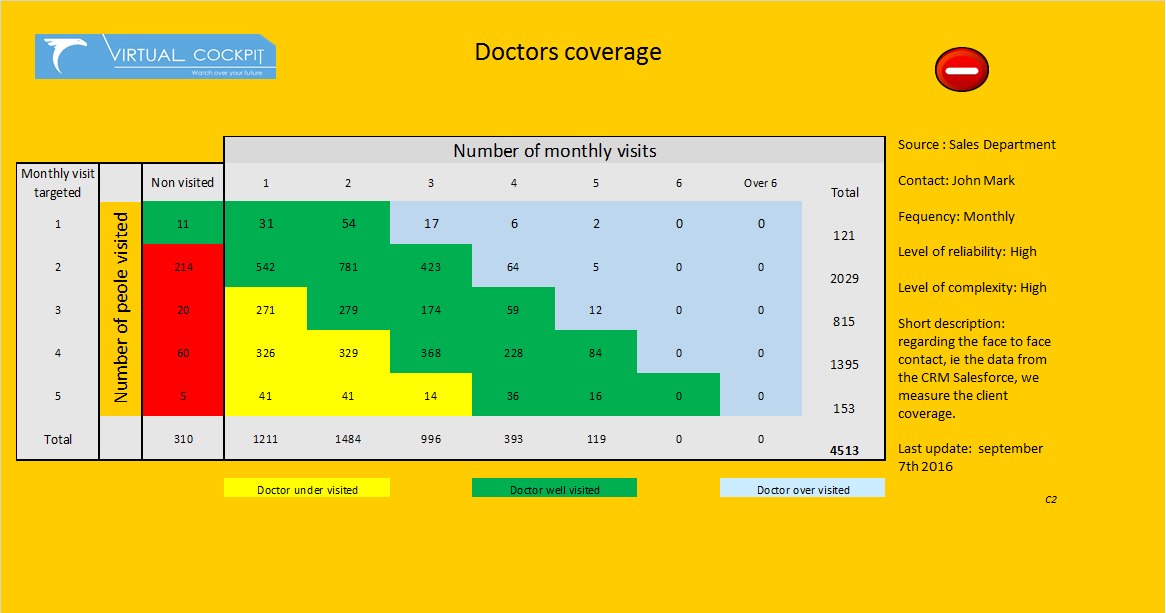 VIRTUAL COCKPIT
Watch over your future
Doctors coverage
Number of monthly visits
Monthly visit
targeted
Number of peole visited
Non visited 1 2 3 4 5 6 Over 6 Total
1 11 31 54 17 6 2 0 0 121
2 214 542 781 423 64 5 0 0 2029
3 20 271 279 174 59 12 0 0 815
4 60 326 329 368 228 84 0 0 1395
5 5 41 41 14 36 16 0 0 153
Total 310 1211 1484 996 393 119 0 0 4513
Doctor under visited
Doctor well visited
Doctor over visited
Source : Sales Department
Contact: John Mark
Fequency: Monthly
Level of reliability: High
Level of complexity: High
Short description:
regarding the face to face
contact, ie the data from
the CRM Salesforce, we
measure the client
coverage.
Last update: september
7th 2016
C2